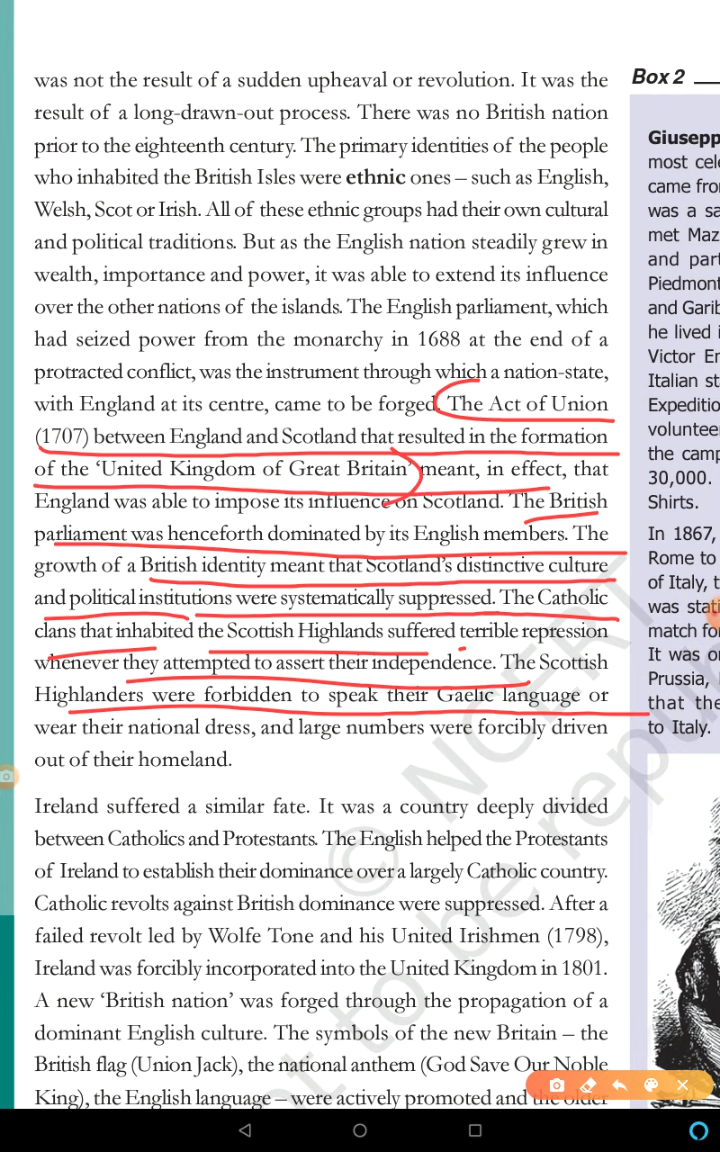 was not the result of a sudden upheaval or revolution. It was the
result of a long-drawn-out process. There was no British nation
prior to the eighteenth century. The primary identities of the people
who inhabited the British Isles were ethnic ones – such as English,
Welsh, Scot or Irish. All of these ethnic groups had their own cultural
and political traditions. But as the English nation steadily grew in
wealth, importance and power, it was able to extend its influence
over the other nations of the islands. The English parliament, which
had seized power from the monarchy in 1688 at the end of a
protracted conflict, was the instrument through which a nation-state,
with England at its centre, came to be forged. The Act of Union
(1707) between England and Scotland that resulted in the formation
of the ‘United Kingdom of Great Britain’ meant, in effect, that
England was able to impose its influence on Scotland. The British
parliament was henceforth dominated by its English members. The
growth of a British identity meant that Scotland’s distinctive culture
and political institutions were systematically suppressed. The Catholic
clans that inhabited the Scottish Highlands suffered terrible repression
whenever they attempted to assert their independence. The Scottish
Highlanders were forbidden to speak their Gaelic language or
wear their national dress, and large numbers were forcibly driven
out of their homeland.
Ireland suffered a similar fate. It was a country deeply divided
between Catholics and Protestants. The English helped the Protestants
of Ireland to establish their dominance over a largely Catholic country.
Catholic revolts against British dominance were suppressed. After a
failed revolt led by Wolfe Tone and his United Irishmen (1798),
Ireland was forcibly incorporated into the United Kingdom in 1801.
A new ‘British nation’ was forged through the propagation of a
dominant English culture. The symbols of the new Britain – the
British flag (Union Jack), the national anthem (God Save Our Noble
King), the English language – were actively promoted and the older
Box 2
Giusepp
most cele
came fro
was a sa
met Maz
and part
Piedmont
and Garib
he lived i
Victor Em
Italian st
Expeditio
volunteer
the camp
30,000.
Shirts.
In 1867,
Rome to
of Italy, t
was stati
match fo
It was o
Prussia,
that the
to Italy.
© NCERT
not to be republ